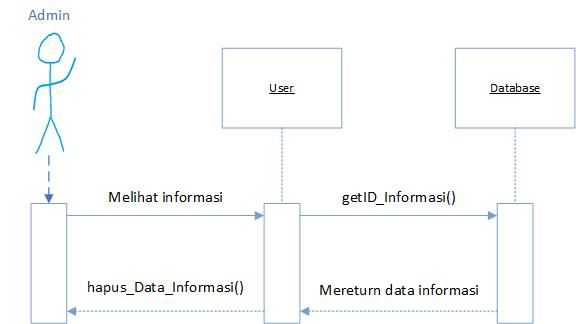 Admin
User
Database
Melihat informasi
getID_Informasi()
hapus_Data_Informasi()
Mereturn data informasi